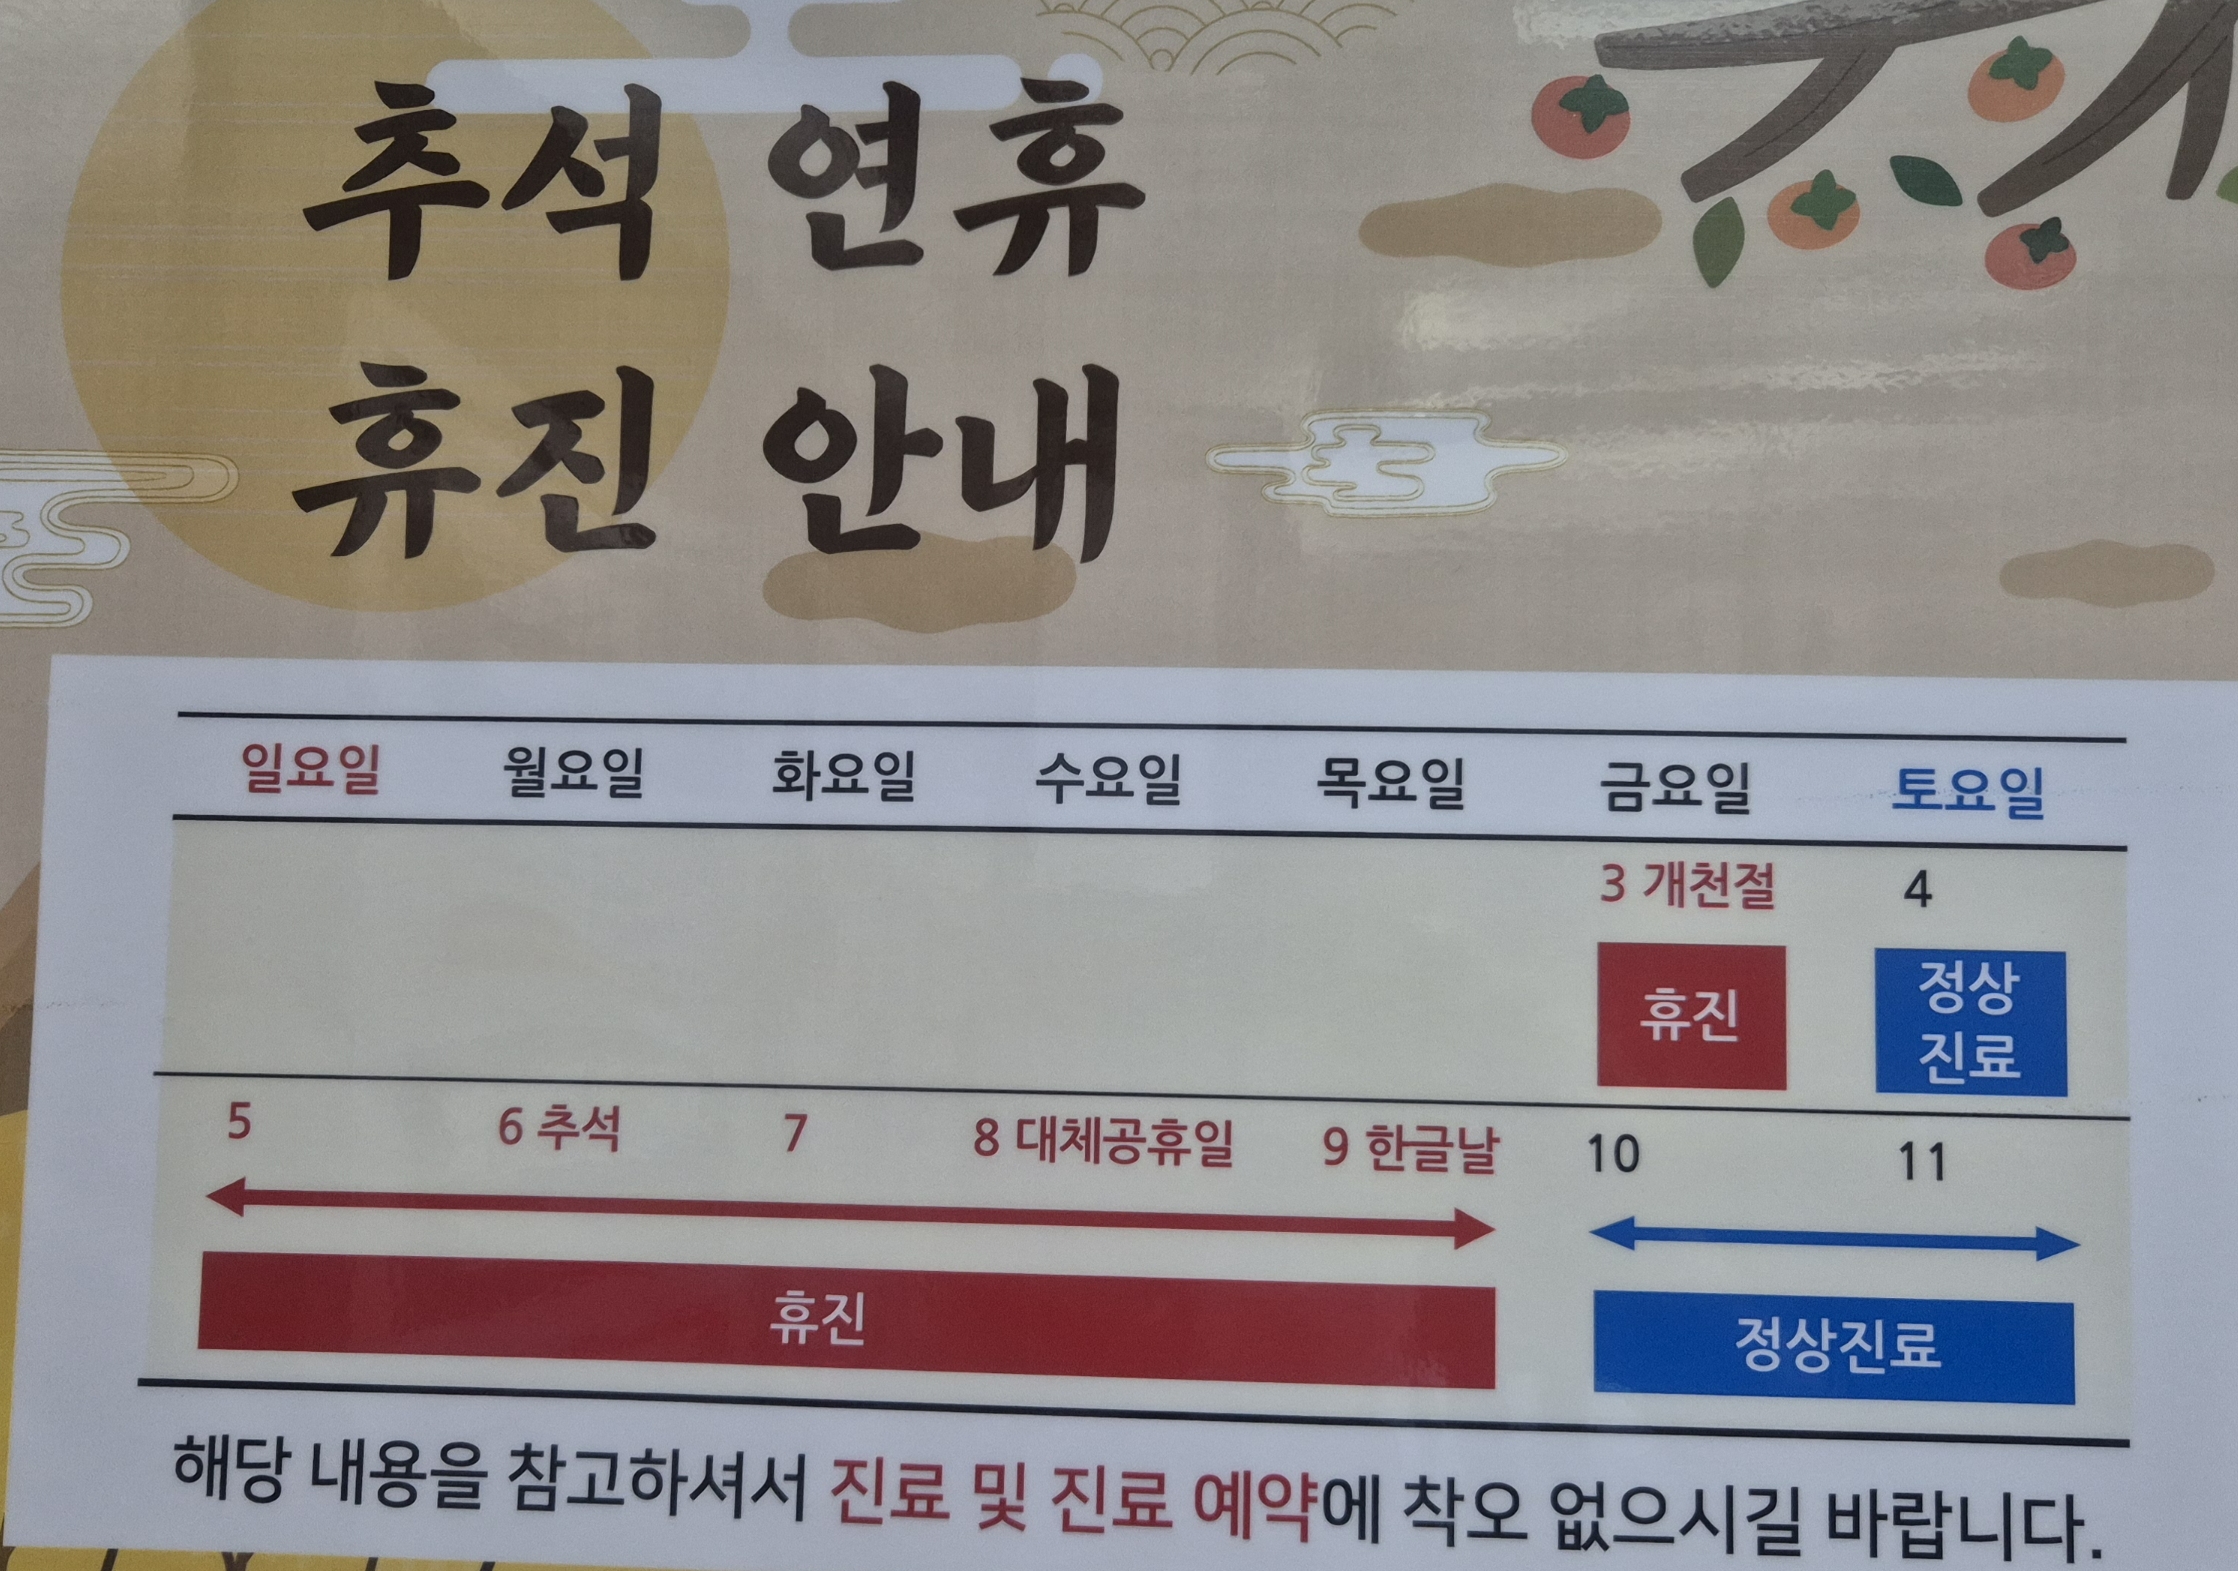 추석 연휴
휴진 안내
일요일 월요일 화요일 수요일 목요일 금요일 토요일
3 개천절 4
휴진 정상
진료
5 6 추석 7 8 대체공휴일 9 한글날 10 11
휴진 정상진료
해당 내용을 참고하셔서 진료 및 진료 예약에 착오 없으시길 바랍니다.